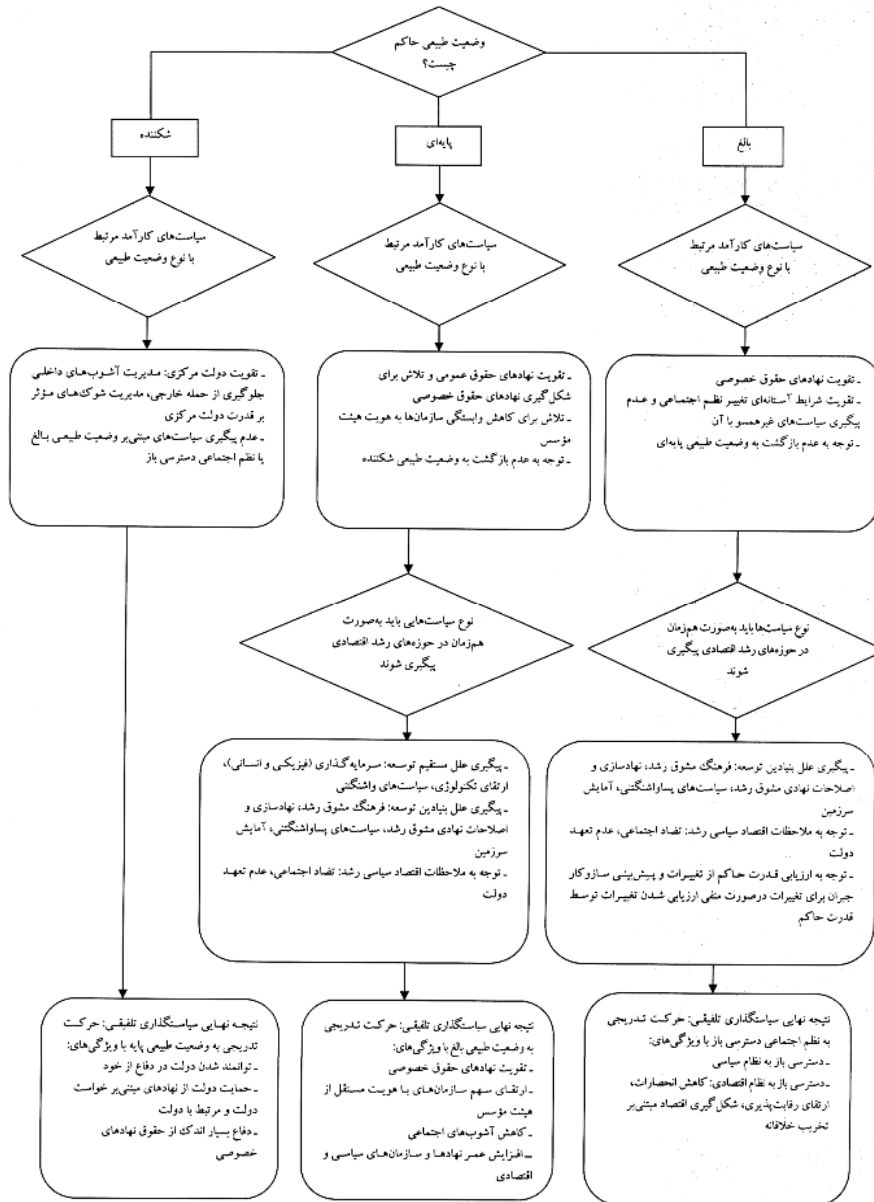 وضعیت طبیعی حاکم
چیست؟
بالغ
پایه‌ای
شکننده
سیاست‌های کارآمد مرتبط
با نوع وضعیت طبیعی
سیاست‌های کارآمد مرتبط
با نوع وضعیت طبیعی
سیاست‌های کارآمد مرتبط
با نوع وضعیت طبیعی
ـ تقویت نهادهای حقوق خصوصی
ـ تقویت شرایط آستانه‌ای تغییر نظم اجتماعی و عدم
پیگیری سیاست‌های غیرهمسو با آن
ـ توجه به عدم بازگشت به وضعیت طبیعی پایه‌ای
ـ تقویت نهادهای حقوق عمومی و تلاش برای
شکل‌گیری نهادهای حقوق خصوصی
ـ تلاش برای کاهش وابستگی سازمان‌ها به هویت هیئت
مؤسس
ـ توجه به عدم بازگشت به وضعیت طبیعی شکننده
ـ تقویت دولت مرکزی: مدیریت آشوب‌های داخلی
جلوگیری از حمله خارجی، مدیریت شوک‌های مؤثر
بر قدرت دولت مرکزی
ـ عدم پیگیری سیاست‌های مبتنی‌بر وضعیت طبیعی بالغ
یا نظم اجتماعی دسترسی باز
نوع سیاست‌ها باید به‌صورت هم‌زمان
در حوزه‌های رشد اقتصادی پیگیری
شوند
نوع سیاست‌هایی باید به‌صورت
هم‌زمان در حوزه‌های رشد اقتصادی
پیگیری شوند
ـ پیگیری علل بنیادین توسعه: فرهنگ مشوق رشد، نهادسازی و
اصلاحات نهادی مشوق رشد، سیاست‌های پساواشنگتنی، آمایش
سرزمین
ـ توجه به ملاحظات اقتصاد سیاسی رشد: تضاد اجتماعی، عدم تعهد
دولت
ـ توجه به ارزیابی قدرت حاکم از تغییرات و پیش‌بینی سازوکار
جبران برای تغییرات درصورت منفی ارزیابی شدن تغییرات توسط
قدرت حاکم
ـ پیگیری علل مستقیم توسعه: سرمایه‌گذاری (فیزیکی و انسانی)،
ارتقای تکنولوژی، سیاست‌های واشنگتنی
ـ پیگیری علل بنیادین توسعه: فرهنگ مشوق رشد، نهادسازی و
اصلاحات نهادی مشوق رشد، سیاست‌های پساواشنگتنی، آمایش
سرزمین
ـ توجه به ملاحظات اقتصاد سیاسی رشد: تضاد اجتماعی، عدم تعهد
دولت
نتیجه نهایی سیاستگذاری تلفیقی: حرکت تدریجی
به نظم اجتماعی دسترسی باز با ویژگی‌های:
ـ دسترسی باز به نظام سیاسی
ـ دسترسی باز به نظام اقتصادی: کاهش انحصارات،
ارتقای رقابت‌پذیری، شکل‌گیری اقتصاد مبتنی‌بر
تخریب خلاقانه
نتیجه نهایی سیاستگذاری تلفیقی: حرکت تدریجی
به وضعیت طبیعی بالغ با ویژگی‌های:
ـ تقویت نهادهای حقوق خصوصی
ـ ارتقای سهم سازمان‌های با هویت مستقل از
هیئت مؤسس
ـ کاهش آشوب‌های اجتماعی
ـ افزایش عمر نهادها و سازمان‌های سیاسی و
اقتصادی
نتیجه نهایی سیاستگذاری تلفیقی: حرکت
تدریجی به وضعیت طبیعی پایه با ویژگی‌های:
ـ توانمند شدن دولت در دفاع از خود
ـ حمایت دولت از نهادهای مبتنی‌بر خواست
دولت و مرتبط با دولت
ـ دفاع بسیار اندک از حقوق نهادهای
خصوصی